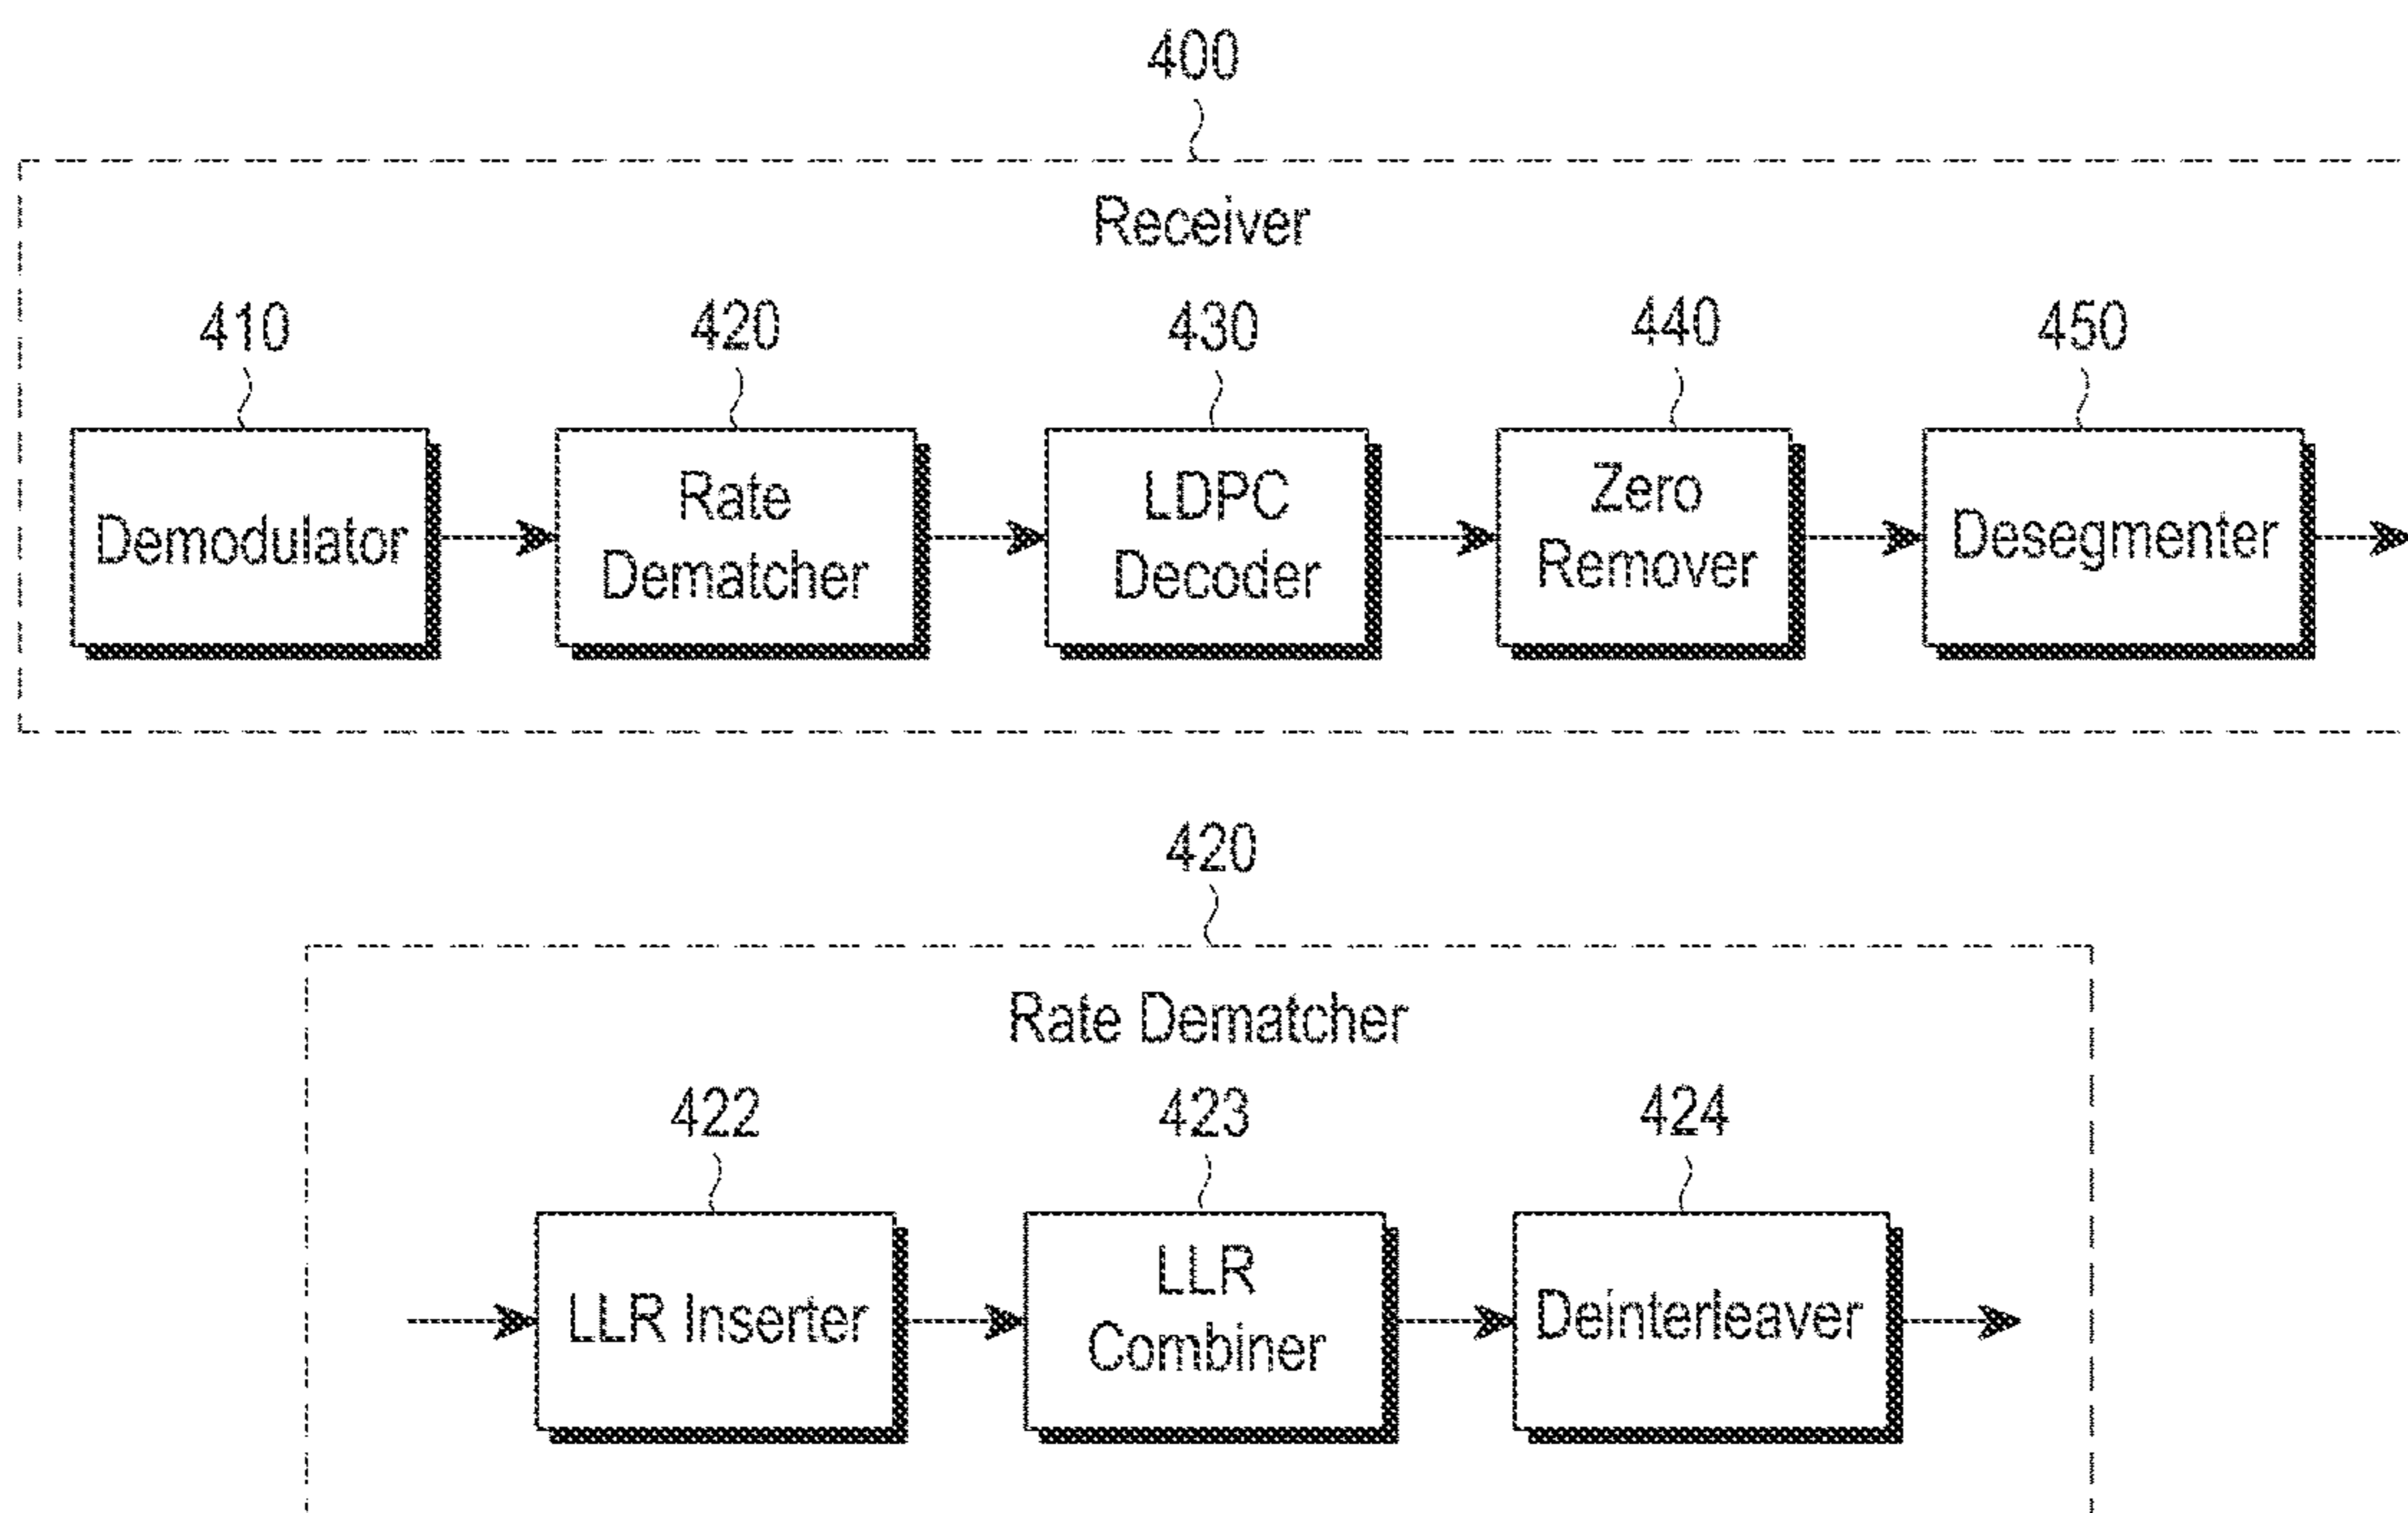 400
Receiver
410
420
430
440
450
Demodulator
Rate
Dematcher
LDPC
Decoder
Zero
Remover
Desegmenter
420
Rate Dematcher
422
423
424
LLR Inserter
LLR
Combiner
Deinterleaver